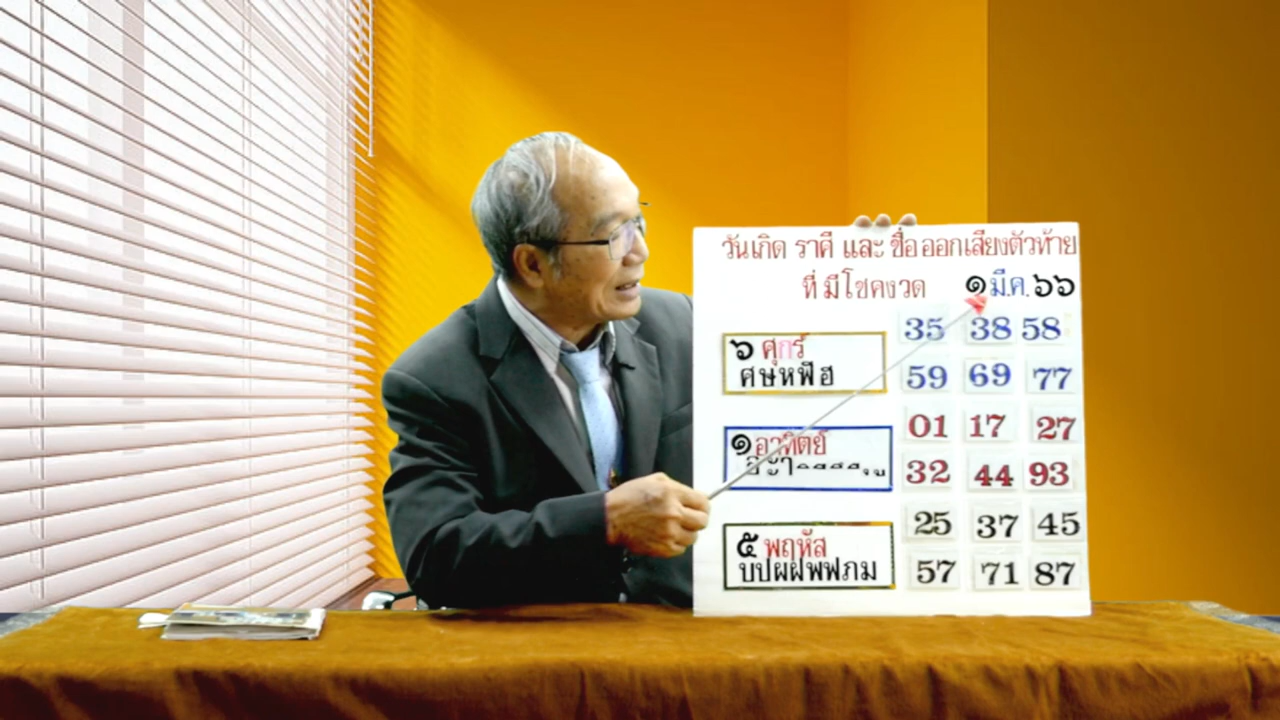 วันเกิด ราศี และ ชื่อ ออกเสียงตัวท้าย
ที่ มีโชคงวด ๑ มี.ค. ๖๖
๖ ศุกร์
ศษหฬฮ
35 38 58
59 69 77
๑ อาทิตย์
01 17 27
32 44 93
๕ พฤหัส
บปผฝพฟภม
25 37 45
57 71 87